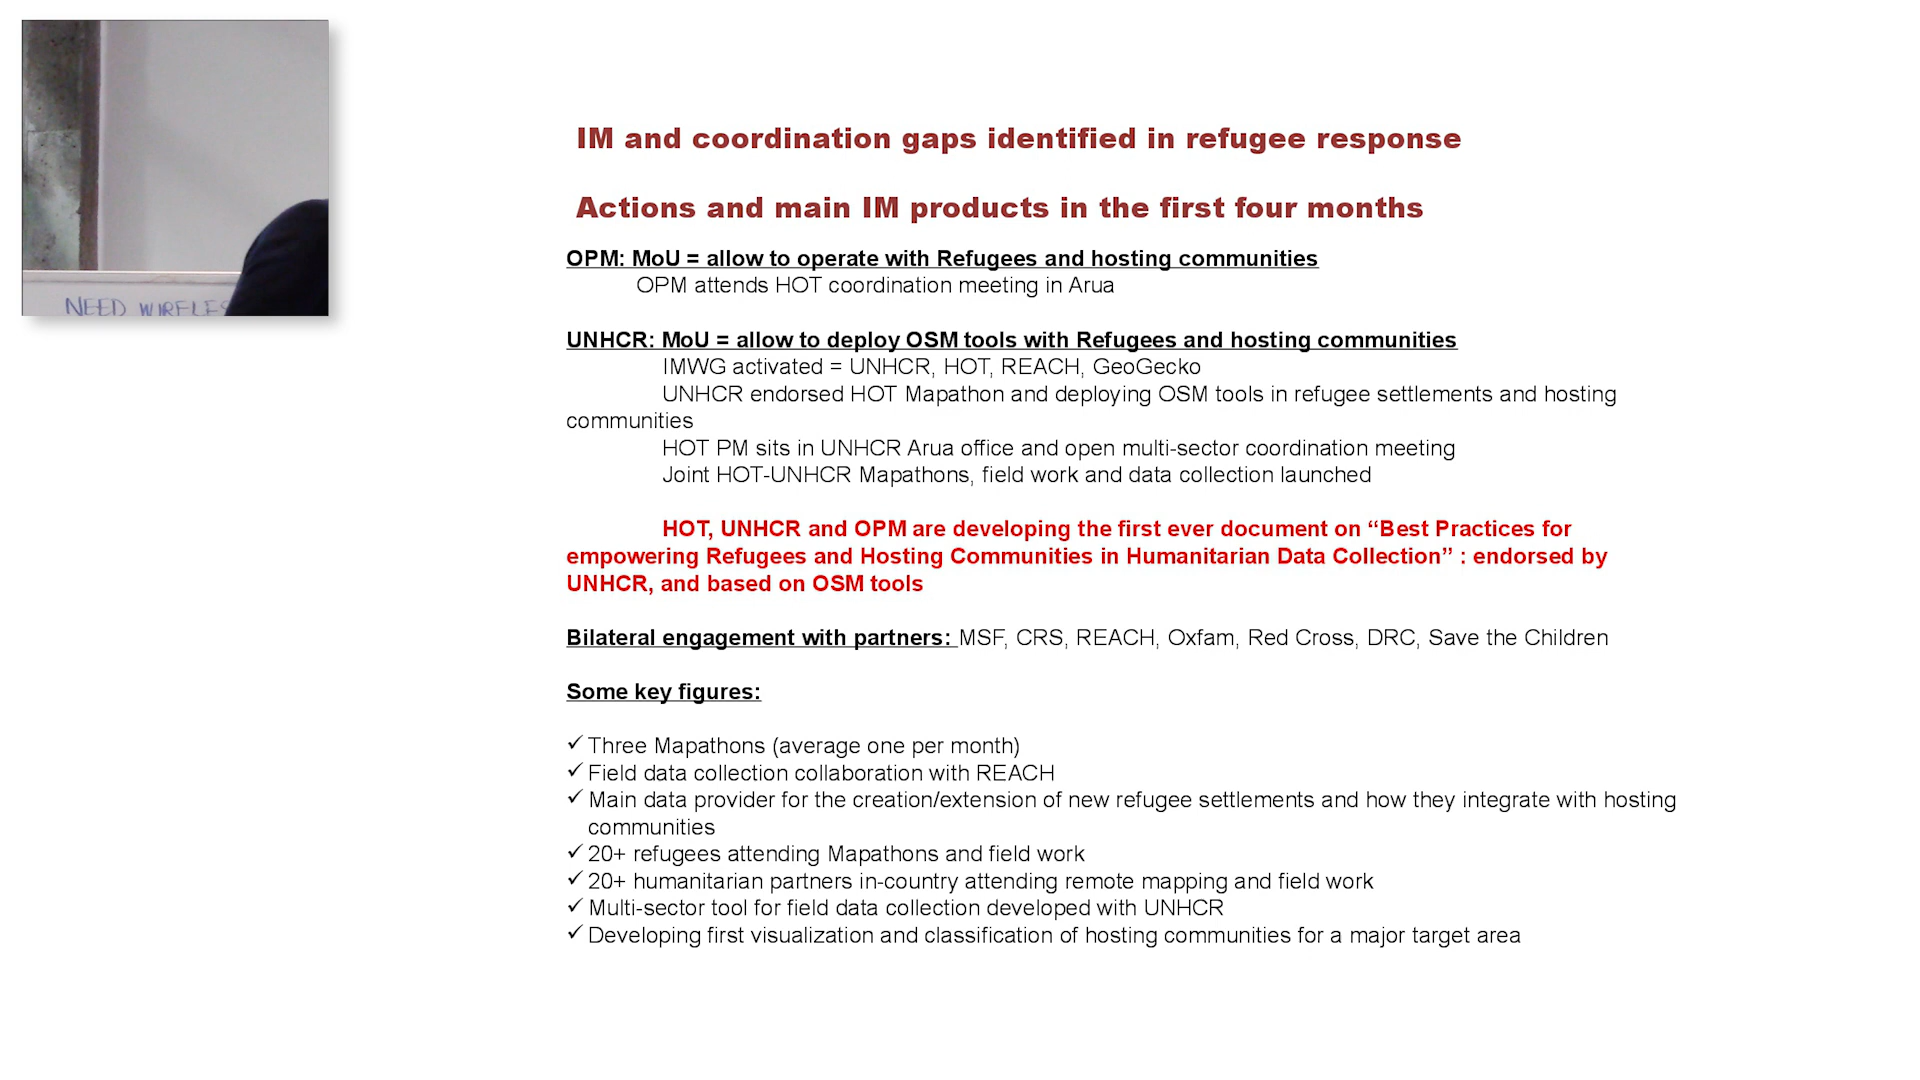 NEED
IM and coordination gaps identified in refugee response
Actions and main IM products in the first four months
OPM: MoU = allow to operate with Refugees and hosting communities
OPM attends HOT coordination meeting in Arua
UNHCR: MoU = allow to deploy OSM tools with Refugees and hosting communities
IMWG activated = UNHCR, HOT, REACH, GeoGecko
UNHCR endorsed HOT Mapathon and deploying OSM tools in refugee settlements and hosting
communities
HOT PM sits in UNHCR Arua office and open multi-sector coordination meeting
Joint HOT-UNHCR Mapathons, field work and data collection launched
HOT, UNHCR and OPM are developing the first ever document on “Best Practices for
empowering Refugees and Hosting Communities in Humanitarian Data Collection” : endorsed by
UNHCR, and based on OSM tools
Bilateral engagement with partners: MSF, CRS, REACH, Oxfam, Red Cross, DRC, Save the Children
Some key figures:
✓ Three Mapathons (average one per month)
✓ Field data collection collaboration with REACH
✓ Main data provider for the creation/extension of new refugee settlements and how they integrate with hosting
communities
✓ 20+ refugees attending Mapathons and field work
✓ 20+ humanitarian partners in-country attending remote mapping and field work
✓ Multi-sector tool for field data collection developed with UNHCR
✓ Developing first visualization and classification of hosting communities for a major target area